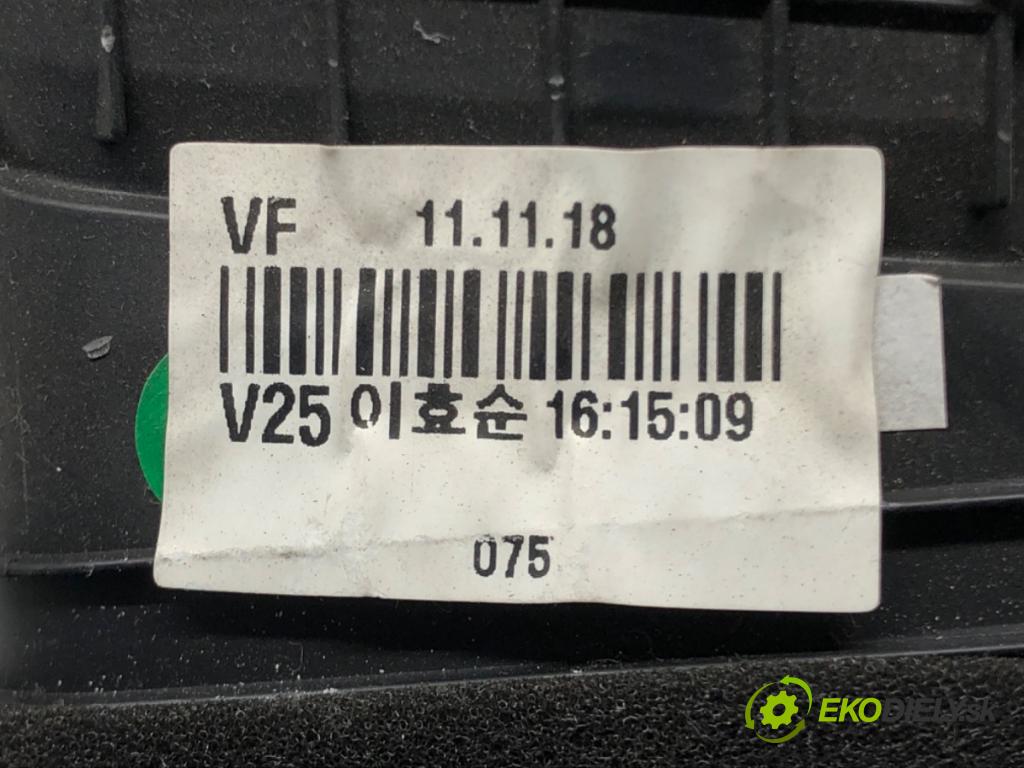 VF 11.11.18
V25 이효순 16:15:09
075
EKODIELY.sk